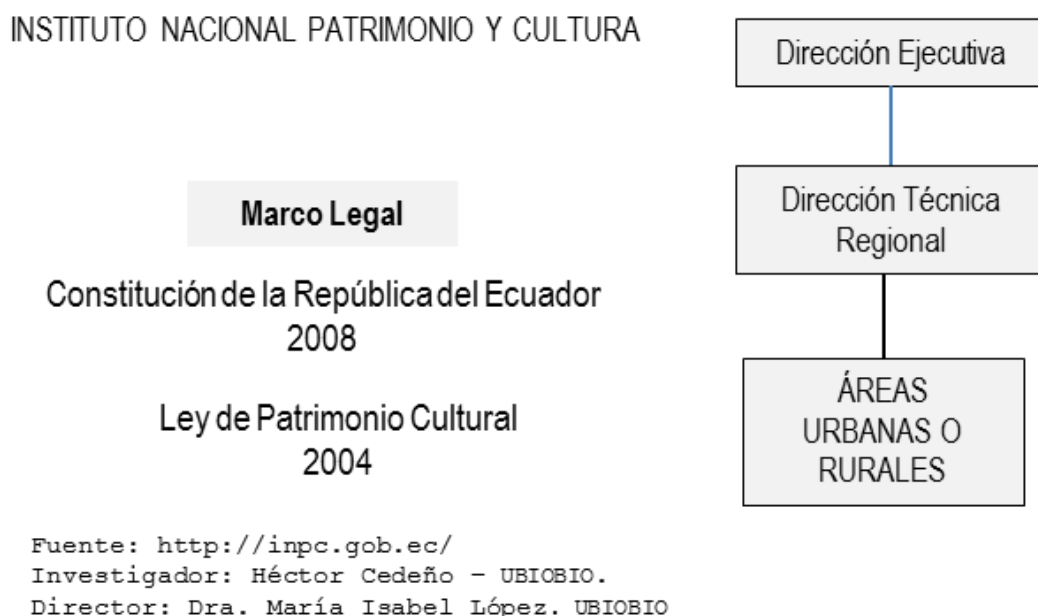 INSTITUTO NACIONAL PATRIMONIO Y CULTURA
Dirección Ejecutiva
Dirección Técnica
Regional
ÁREAS
URBANAS O
RURALES
Marco Legal
Constitución de la República del Ecuador
2008
Ley de Patrimonio Cultural
2004
Fuente: http://inpc.gob.ec/
Investigador: Héctor Cedeño – UBIOBIO.
Director: Dra. María Isabel López. UBIOBIO